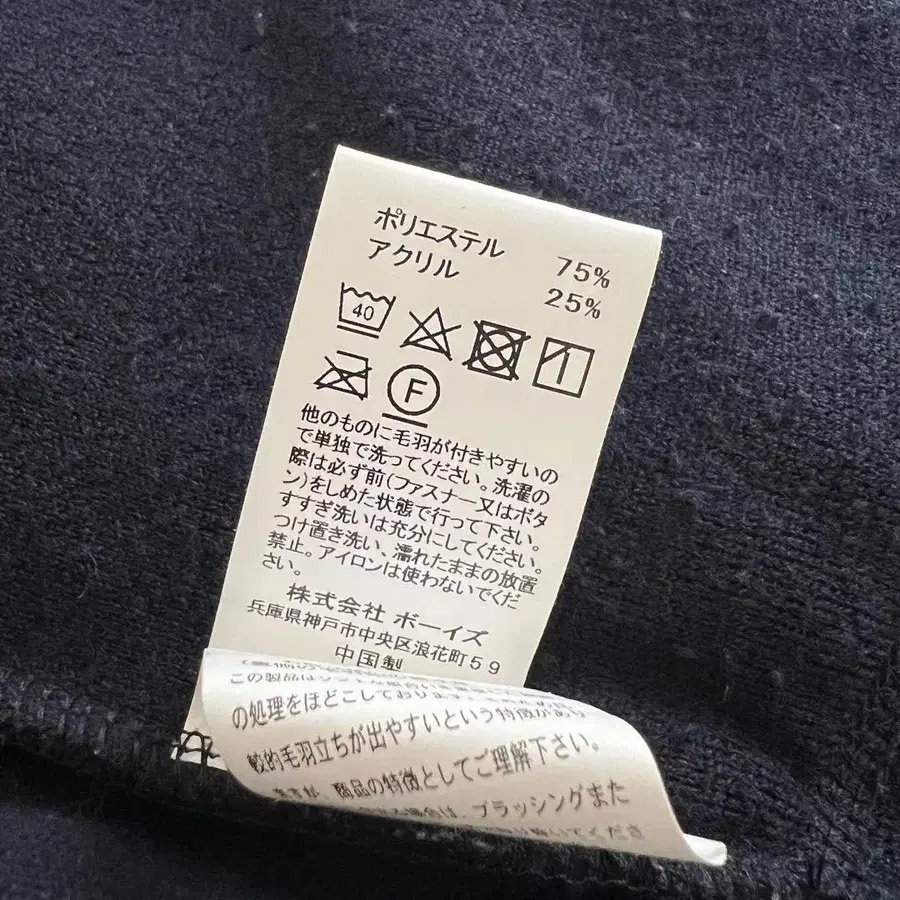 ポリエステル 75%
アクリル 25%
40
F
他のものに毛羽が付きやすいの
で単独で洗ってください。洗濯の
際は必ず前(ファスナー又はボタ
ン)をしめた状態で行って下さい。
すすぎ洗いは充分にしてください。
つけ置き洗い、濡れたままの放置
禁止。アイロンは使わないでくだ
さい。
株式会社 ボーイズ
兵庫県神戸市中央区浪花町59
中国製
この製品は
の処理をほどこしております
という特徴があり
較的毛羽立ちが出やすい
ますが、商品の特徴としてご理解下さい。
場合は、ブラッシングまた